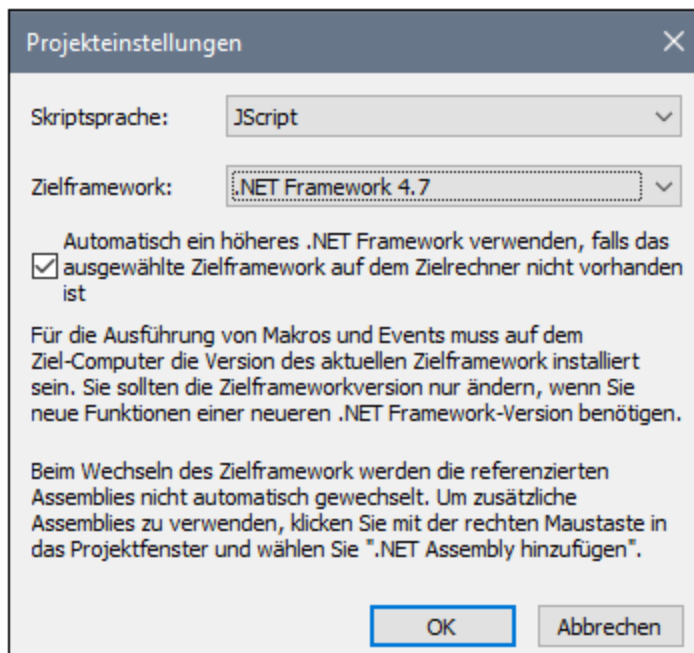 Projekteinstellungen
Skriptsprache: JScript
Zielframework: .NET Framework 4.7
Automatisch ein höheres .NET Framework verwenden, falls das
ausgewählte Zielframework auf dem Zielrechner nicht vorhanden
ist
Für die Ausführung von Makros und Events muss auf dem
Ziel-Computer die Version des aktuellen Zielframework installiert
sein. Sie sollten die Zielframeworkversion nur ändern, wenn Sie
neue Funktionen einer neueren .NET Framework-Version benötigen.
Beim Wechseln des Zielframework werden die referenzierten
Assemblies nicht automatisch gewechselt. Um zusätzliche
Assemblies zu verwenden, klicken Sie mit der rechten Maustaste in
das Projektfenster und wählen Sie ".NET Assembly hinzufügen".
OK Abbrechen